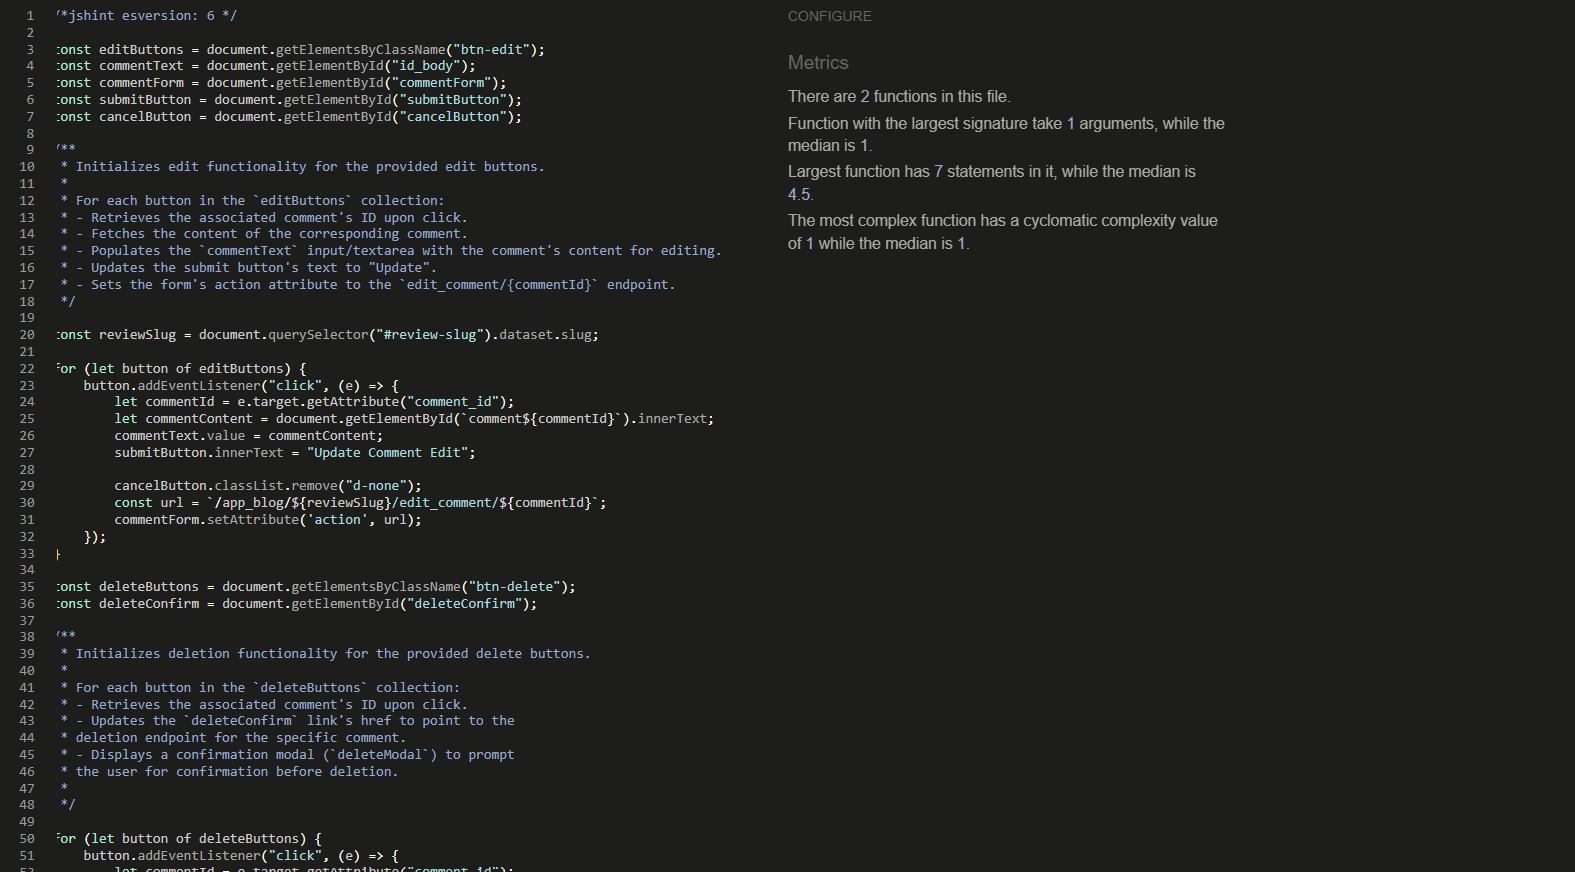 1 /*jshint esversion: 6 */
2
3 const editButtons = document.getElementsByClassName("btn-edit");
4 const commentText = document.getElementById("id_body");
5 const commentForm = document.getElementById("commentForm");
6 const submitButton = document.getElementById("submitButton");
7 const cancelButton = document.getElementById("cancelButton");
8
9 /**
10 * Initializes edit functionality for the provided edit buttons.
11 *
12 * For each button in the `editButtons` collection:
13 * - Retrieves the associated comment's ID upon click.
14 * - Fetches the content of the corresponding comment.
15 * - Populates the `commentText` input/textarea with the comment's content for editing.
16 * - Updates the submit button's text to "Update".
17 * - Sets the form's action attribute to the `edit_comment/{commentId}` endpoint.
18 */
19
20 const reviewSlug = document.querySelector("#review-slug").dataset.slug;
21
22 for (let button of editButtons) {
23 button.addEventListener("click", (e) => {
24 let commentId = e.target.getAttribute("comment_id");
25 let commentContent = document.getElementById(`comment${commentId}`).innerText;
26 commentText.value = commentContent;
27 submitButton.innerText = "Update Comment Edit";
28
29 cancelButton.classList.remove("d-none");
30 const url = `/app_blog/${reviewSlug}/edit_comment/${commentId}`;
31 commentForm.setAttribute('action', url);
32 });
33 }
34
35 const deleteButtons = document.getElementsByClassName("btn-delete");
36 const deleteConfirm = document.getElementById("deleteConfirm");
37
38 /**
39 * Initializes deletion functionality for the provided delete buttons.
40 *
41 * For each button in the `deleteButtons` collection:
42 * - Retrieves the associated comment's ID upon click.
43 * - Updates the `deleteConfirm` link's href to point to the
44 * deletion endpoint for the specific comment.
45 * - Displays a confirmation modal (`deleteModal`) to prompt
46 * the user for confirmation before deletion.
47 *
48 */
49
50 for (let button of deleteButtons) {
51 button.addEventListener("click", (e) => {
52 let commentId = e.target.getAttribute("comment_id");
CONFIGURE
Metrics
There are 2 functions in this file.
Function with the largest signature take 1 arguments, while the
median is 1.
Largest function has 7 statements in it, while the median is
4.5.
The most complex function has a cyclomatic complexity value
of 1 while the median is 1.